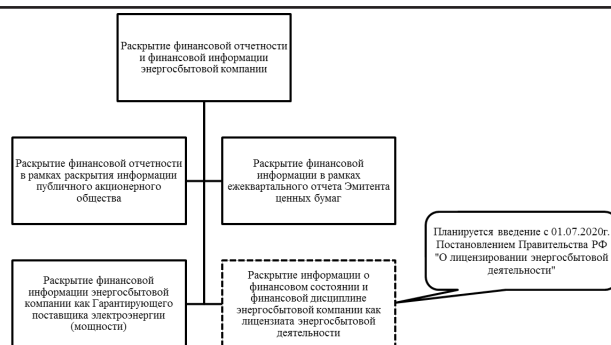 Раскрытие финансовой отчетности
и финансовой информации
энергосбытовой компании
Раскрытие финансовой отчетности
в рамках раскрытия информации
публичного акционерного
общества
Раскрытие финансовой
информации в рамках
ежеквартального отчета Эмитента
ценных бумаг
Планируется введение с 01.07.2020г.
Постановлением Правительства РФ
"О лицензировании энергосбытовой
деятельности"
Раскрытие финансовой
информации энергосбытовой
компании как Гарантирующего
поставщика электроэнергии
(мощности)
Раскрытие информации о
финансовом состоянии и
финансовой дисциплине
энергосбытовой компании как
лицензиата энергосбытовой
деятельности